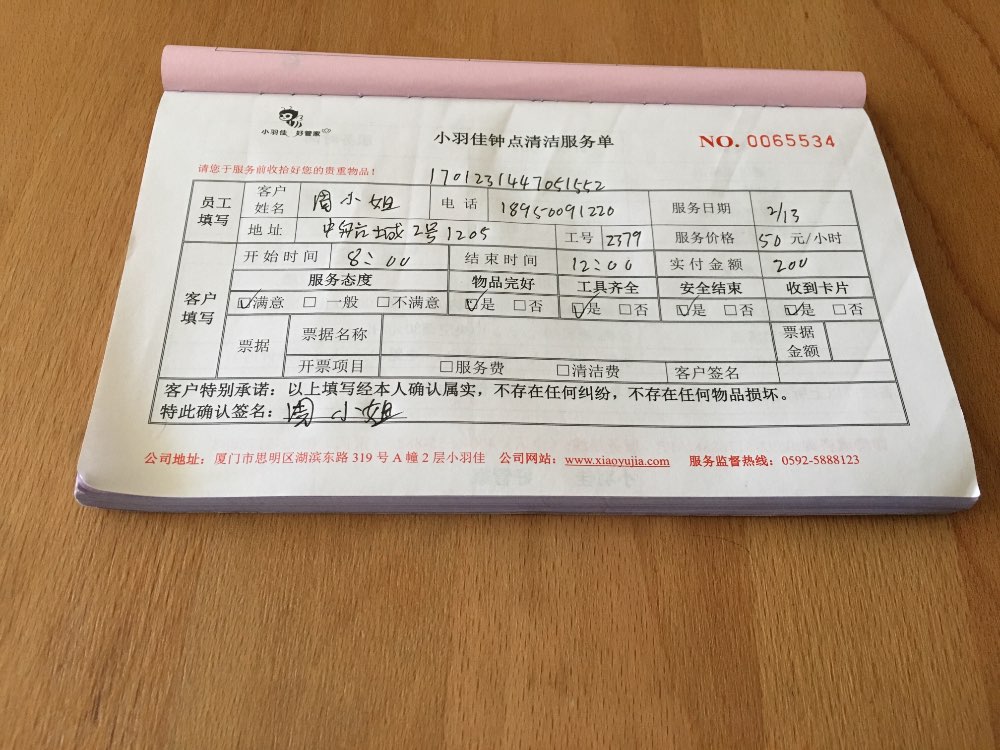 小羽佳 好管家
小羽佳钟点清洁服务单
NO. 0065534
请您于服务前收拾好您的贵重物品！
1701231447051552
员工填写 客户姓名 周小姐 电话 18950091220 服务日期 2/13
地址 2号1205 工号 2379 服务价格 50 元/小时
客户填写 开始时间 8:00 结束时间 12:00 实付金额 200
服务态度 物品完好 工具齐全 安全结束 收到卡片
☑满意 □一般 □不满意 ☑是 □否 ☑是 □否 ☑是 □否 ☑是 □否
票据 票据名称 票据金额
开票项目 □服务费 □清洁费 客户签名
客户特别承诺：以上填写经本人确认属实，不存在任何纠纷，不存在任何物品损坏。
特此确认签名：周小姐
公司地址：厦门市思明区湖滨东路 319 号 A 幢 2 层小羽佳 公司网站：www.xiaoyujia.com 服务监督热线：0592-5888123